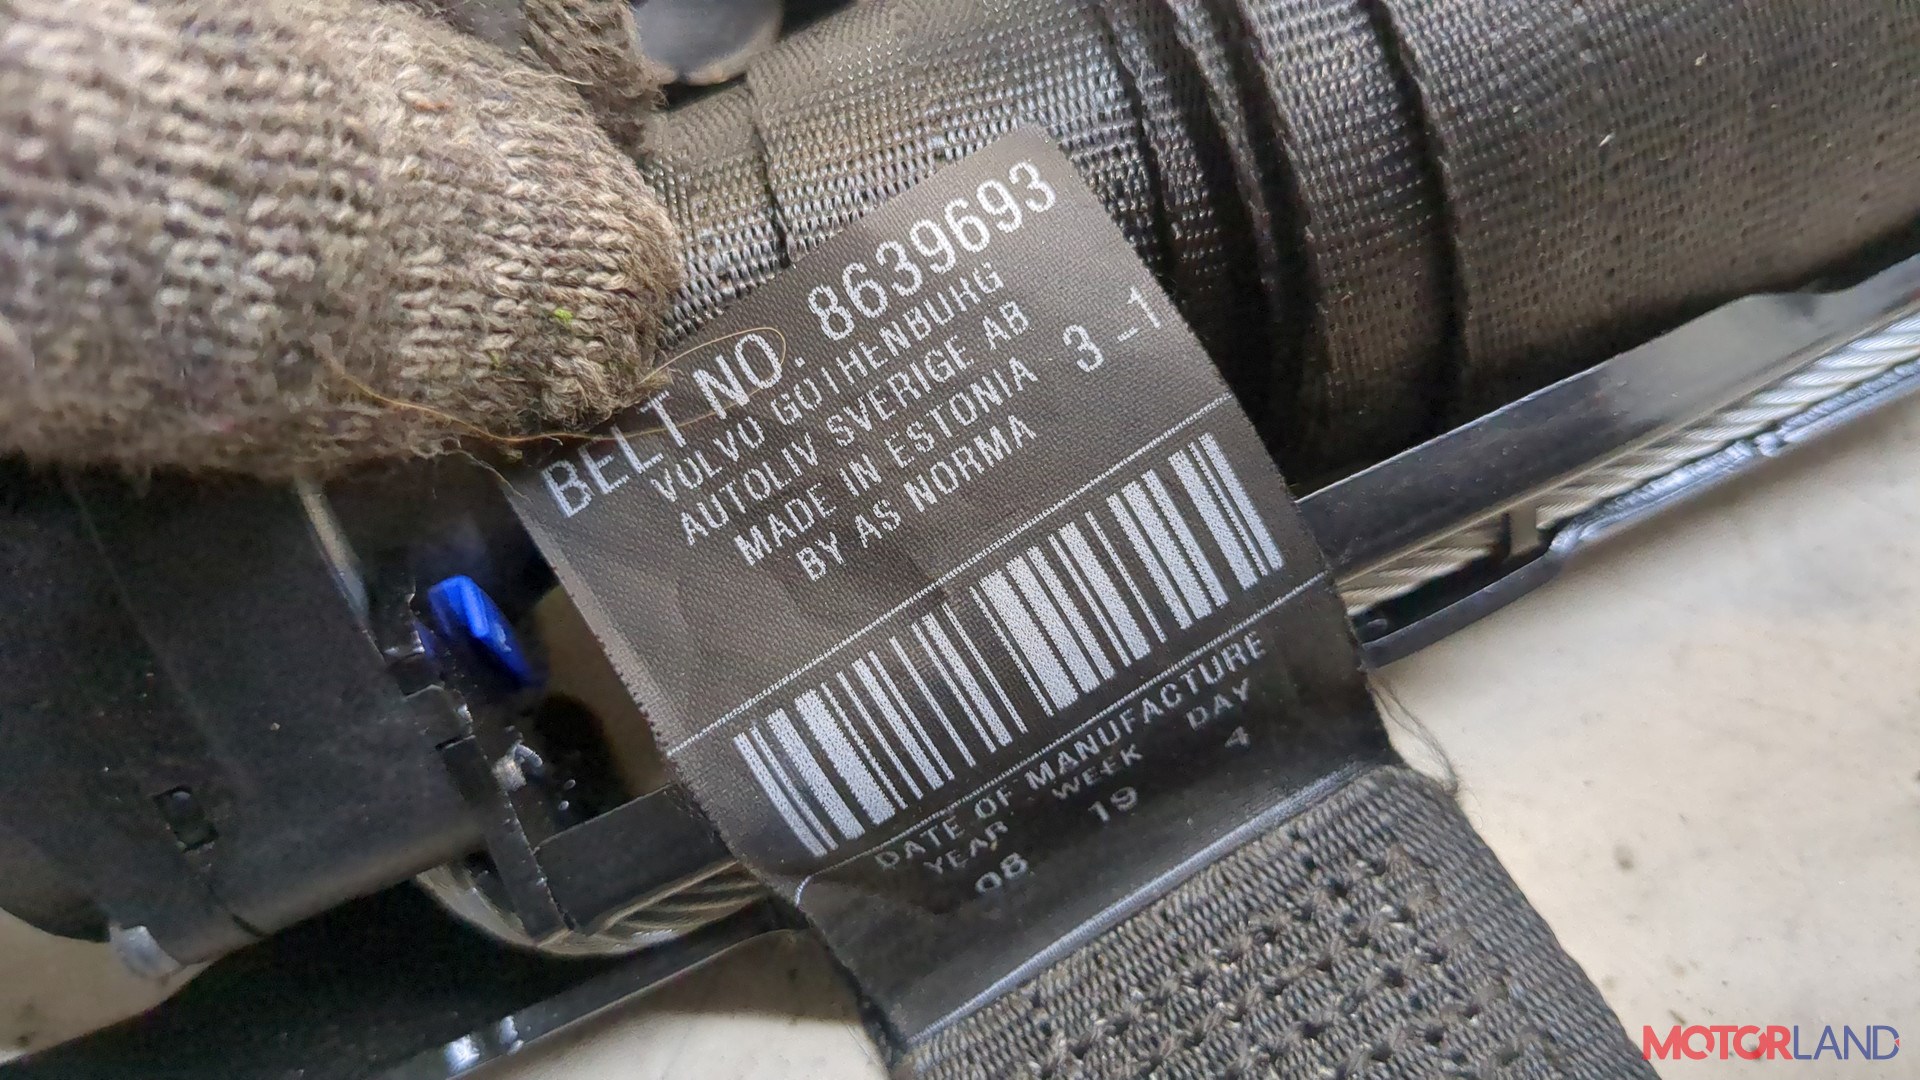 BELT NO. 8639693
VOLVO GOTHENBURG
AUTOLIV SVERIGE AB
MADE IN ESTONIA 3-1
BY AS NORMA
DATE OF MANUFACTURE
YEAR WEEK DAY
08 19 4
MOTORLAND